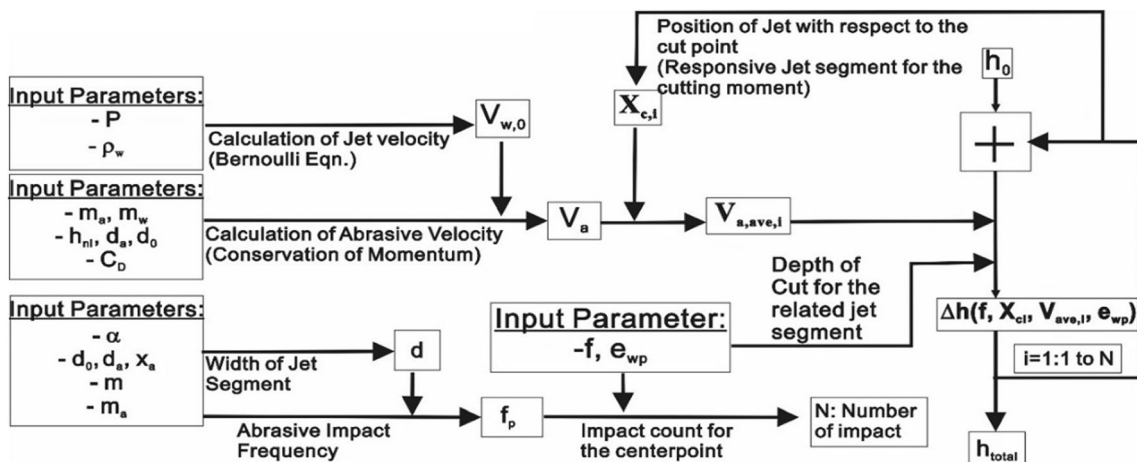 Input Parameters:
- P
- ρw
Calculation of Jet velocity
(Bernoulli Eqn.)
Vw,0
Position of Jet with respect to the
cut point
(Responsive Jet segment for the
cutting moment)
Xc,i
h0
+
Input Parameters:
- ma, mw
- hnl, da, d0
- CD
Calculation of Abrasive Velocity
(Conservation of Momentum)
Va
Va,ave,i
Depth of
Cut for the
related jet
segment
Δh(f, Xci, Vave,i, ewp)
i=1:1 to N
htotal
Input Parameters:
- α
- d0, da, xa
- m
- ma
Width of Jet
Segment
d
Abrasive Impact
Frequency
fp
Input Parameter:
-f, ewp
Impact count for
the centerpoint
N: Number
of impact